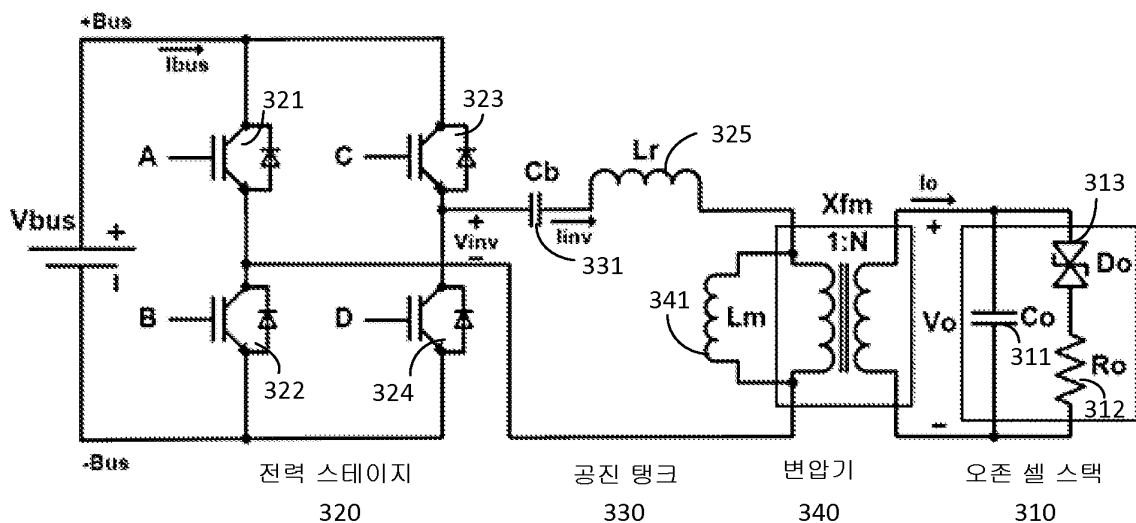 +Bus
Ibus
321
323
325
A
C
Cb
Lr
Vbus
+
Xfm
Io
313
+
Vinv
-
Iinv
331
1:N
+
Do
341
Lm
Vo
Co
311
B
D
322
324
Ro
312
-
-Bus
전력 스테이지
공진 탱크
변압기
오존 셀 스택
320
330
340
310